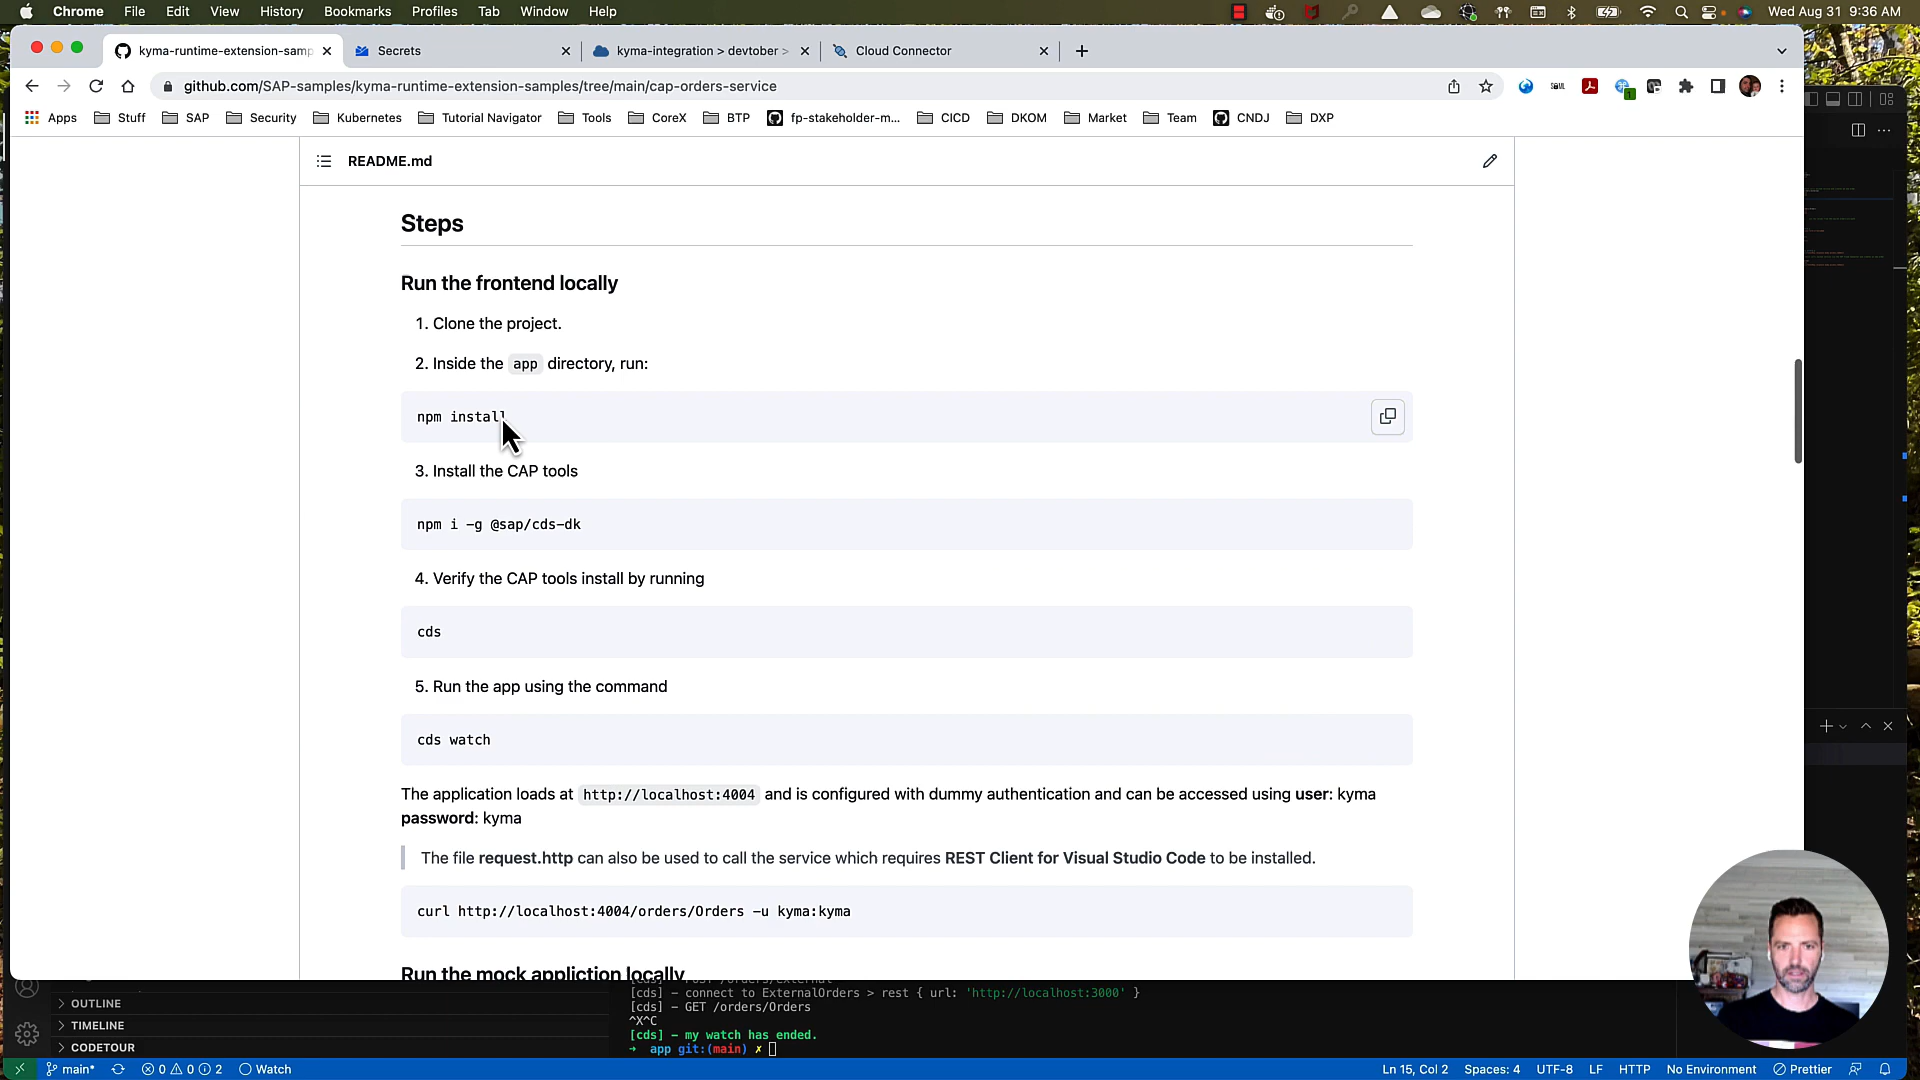 Chrome File Edit View History Bookmarks Profiles Tab Window Help
Wed Aug 31 9:36 AM
kyma-runtime-extension-samp
Secrets
kyma-integration > devtober >
Cloud Connector
github.com/SAP-samples/kyma-runtime-extension-samples/tree/main/cap-orders-service
1
Apps Stuff SAP Security Kubernetes Tutorial Navigator Tools CoreX BTP fp-stakeholder-m... CICD DKOM Market Team CNDJ DXP
README.md
Steps
Run the frontend locally
1. Clone the project.
2. Inside the app directory, run:
npm install
3. Install the CAP tools
npm i -g @sap/cds-dk
4. Verify the CAP tools install by running
cds
5. Run the app using the command
cds watch
The application loads at http://localhost:4004 and is configured with dummy authentication and can be accessed using user: kyma
password: kyma
The file request.http can also be used to call the service which requires REST Client for Visual Studio Code to be installed.
curl http://localhost:4004/orders/Orders -u kyma:kyma
Run the mock appliction locally
OUTLINE
TIMELINE
CODETOUR
[cds] - connect to ExternalOrders > rest { url: 'http://localhost:3000' }
[cds] - GET /orders/Orders
^X^C
[cds] - my watch has ended.
→ app git:(main) ✗
main* 0 0 2 Watch
Ln 15, Col 2 Spaces: 4 UTF-8 LF HTTP No Environment Prettier